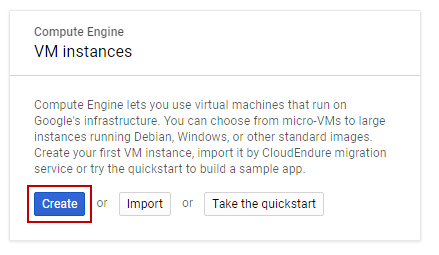 Compute Engine
VM instances
Compute Engine lets you use virtual machines that run on
Google's infrastructure. You can choose from micro-VMs to large
instances running Debian, Windows, or other standard images.
Create your first VM instance, import it by CloudEndure migration
service or try the quickstart to build a sample app.
Create or Import or Take the quickstart